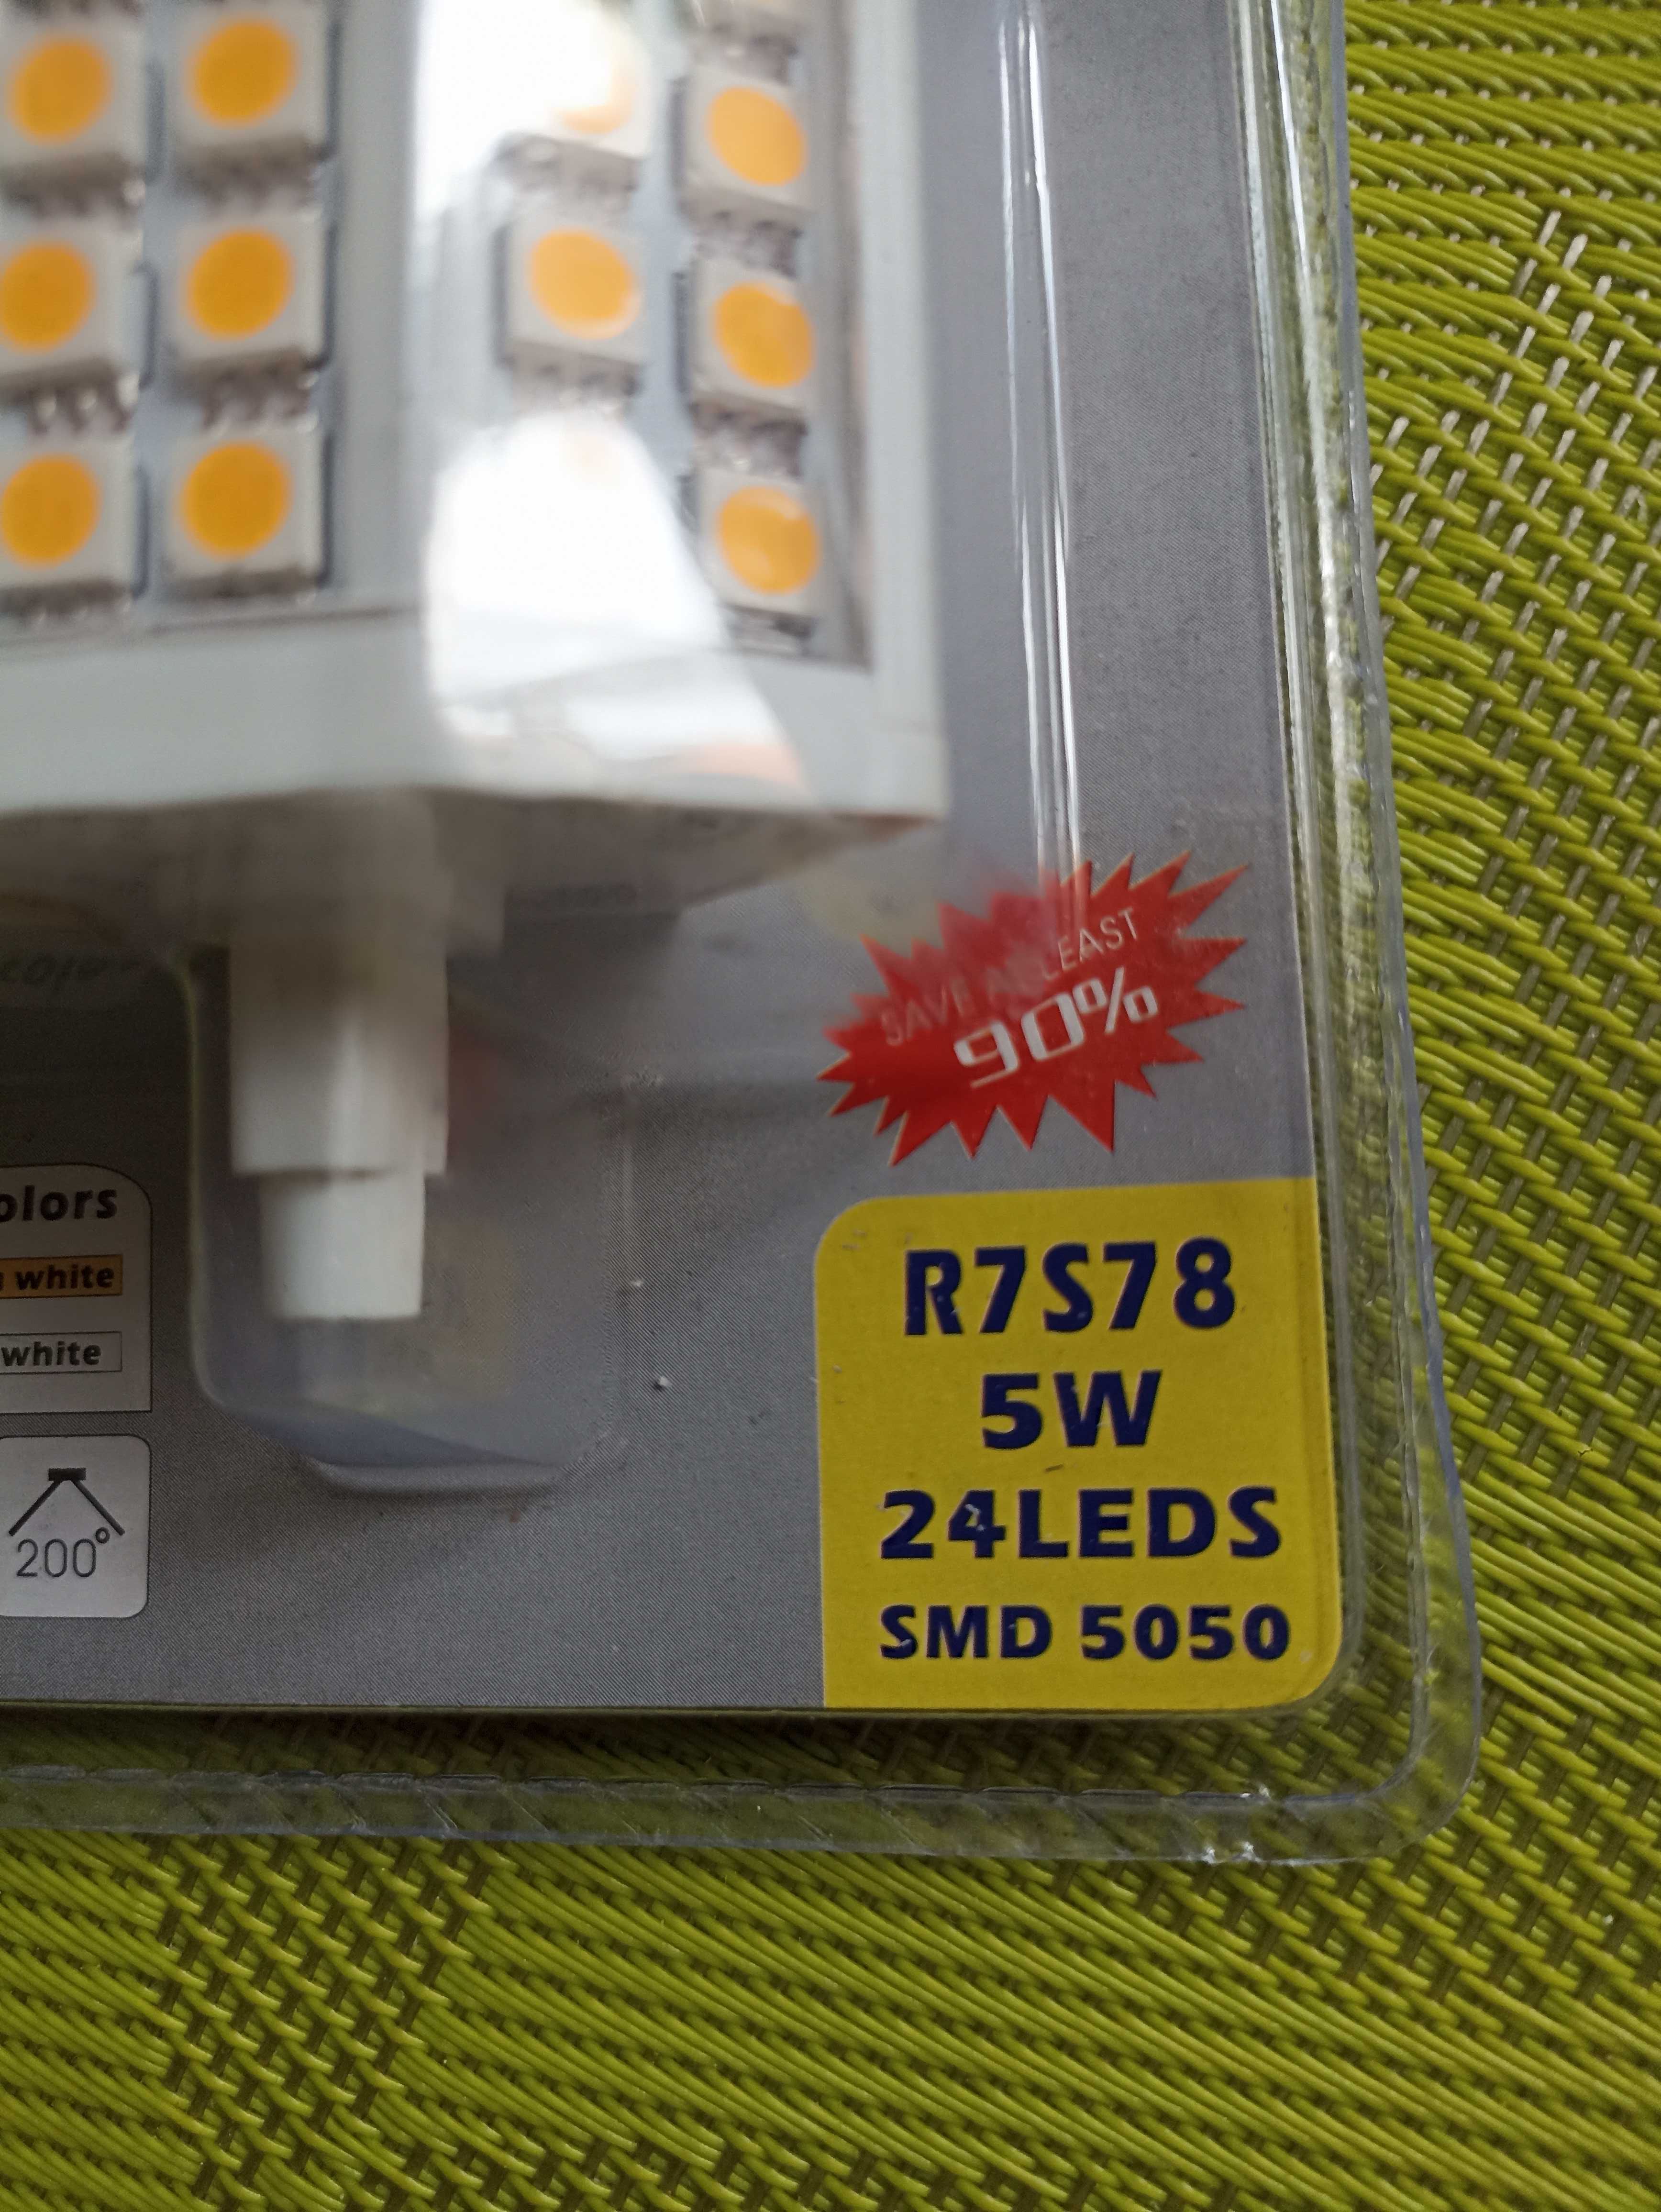 SAVE AT LEAST
90%
olors
white
white
200°
R7S78
5W
24LEDS
SMD 5050